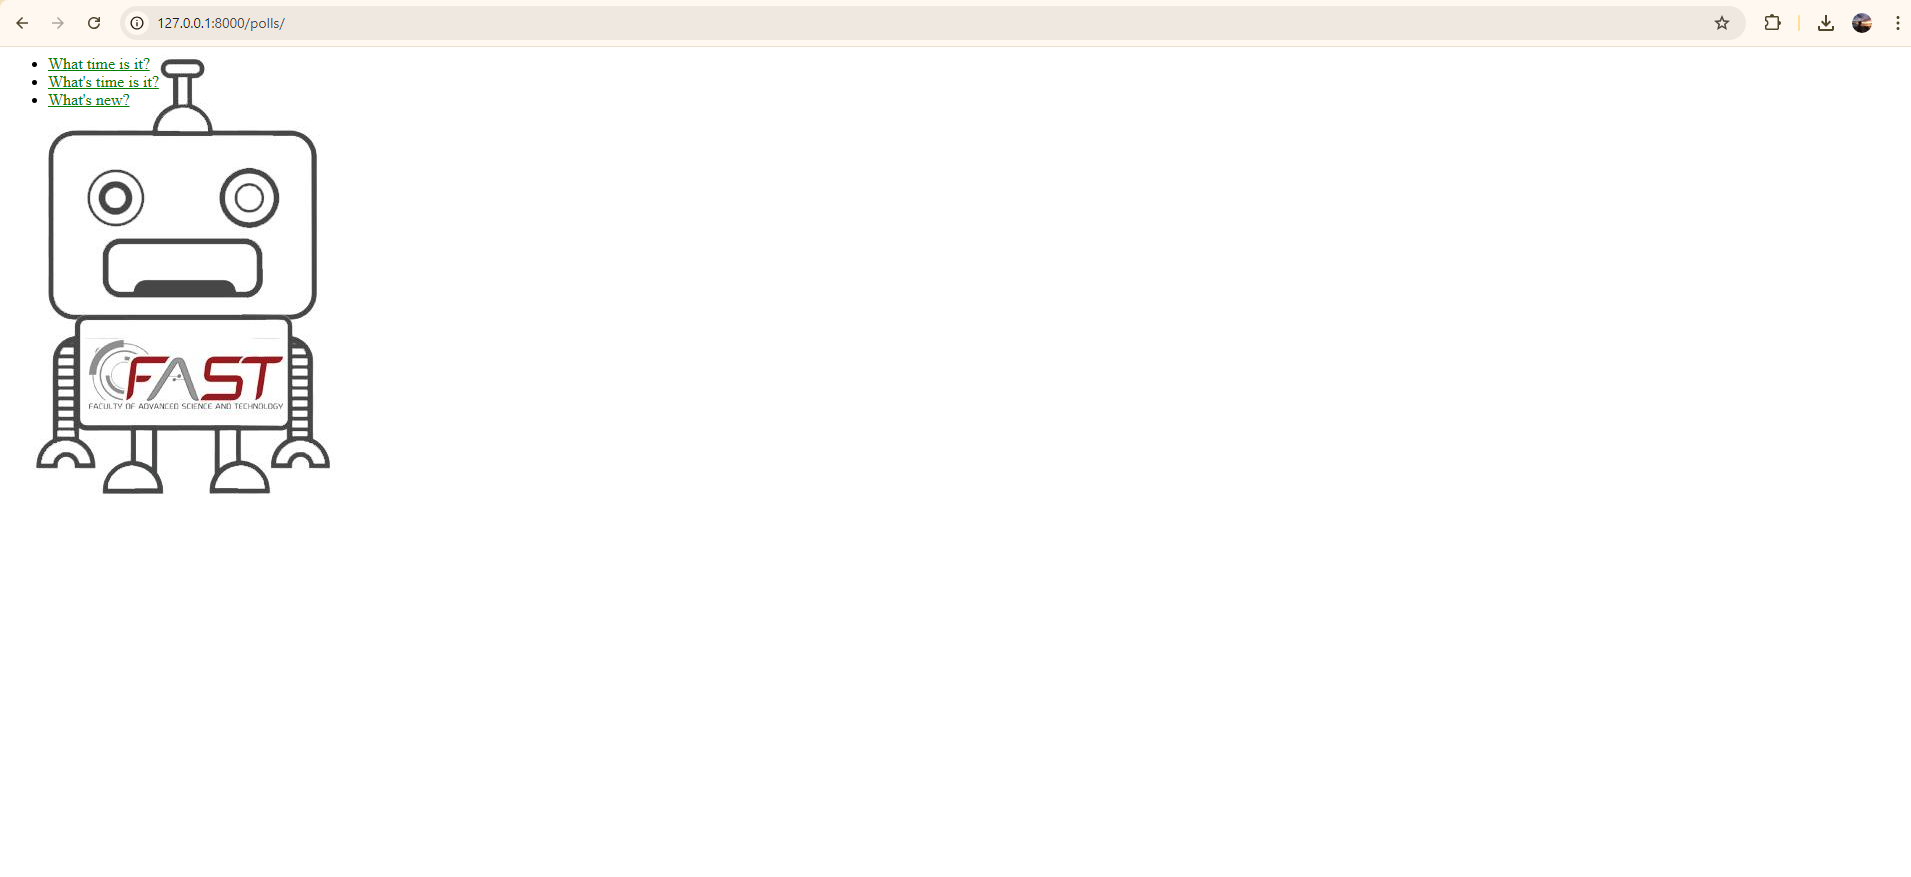 127.0.0.1:8000/polls/
What time is it?
What's time is it?
What's new?
FAST
FACULTY OF ADVANCED SCIENCE AND TECHNOLOGY